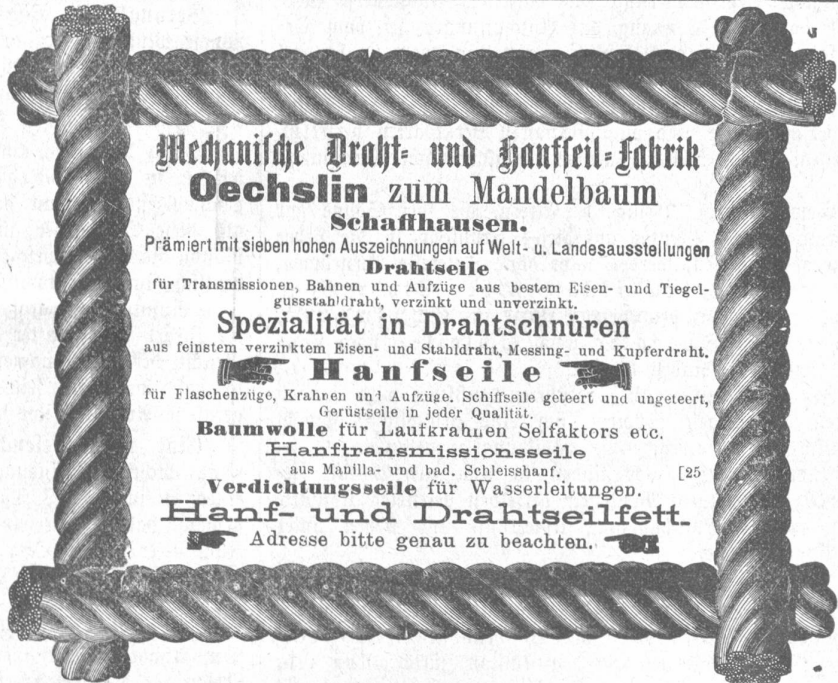 Mechanische Draht- und Hanfseil-Fabrik
Oechslin zum Mandelbaum
Schaffhausen.
Prämiert mit sieben hohen Auszeichnungen auf Welt- u. Landesausstellungen
Drahtseile
für Transmissionen, Bahnen und Aufzüge aus bestem Eisen- und Tiegel-
gussstahldraht, verzinkt und unverzinkt.
Spezialität in Drahtschnüren
aus feinstem verzinktem Eisen- und Stahldraht, Messing- und Kupferdraht.
Hanfseile
für Flaschenzüge, Krahnen und Aufzüge. Schiffseile geteert und ungeteert,
Gerüstseile in jeder Qualität.
Baumwolle für Laufkrahnen Selfaktors etc.
Hanftransmissionsseile
aus Manilla- und bad. Schleisshanf. [25
Verdichtungsseile für Wasserleitungen.
Hanf- und Drahtseilfett.
Adresse bitte genau zu beachten.